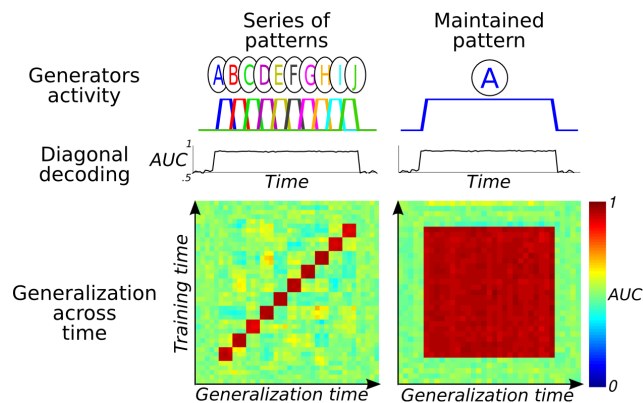 Series of
patterns
Maintained
pattern
Generators
activity
A B C D E F G H I J
A
Diagonal
decoding
AUC
1
.5
Time
Time
Generalization
across
time
Training time
Generalization time
Generalization time
1
AUC
0